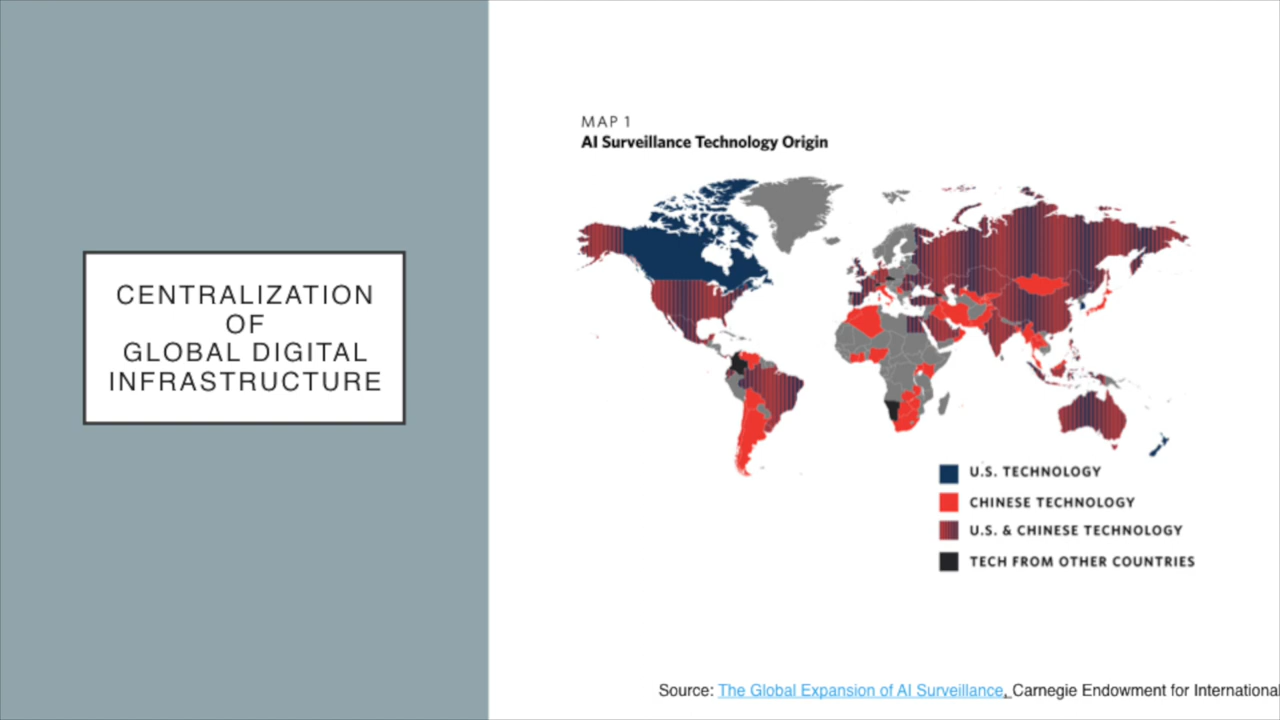 CENTRALIZATION
OF
GLOBAL DIGITAL
INFRASTRUCTURE
MAP 1
AI Surveillance Technology Origin
U.S. TECHNOLOGY
CHINESE TECHNOLOGY
U.S. & CHINESE TECHNOLOGY
TECH FROM OTHER COUNTRIES
Source: The Global Expansion of AI Surveillance, Carnegie Endowment for International